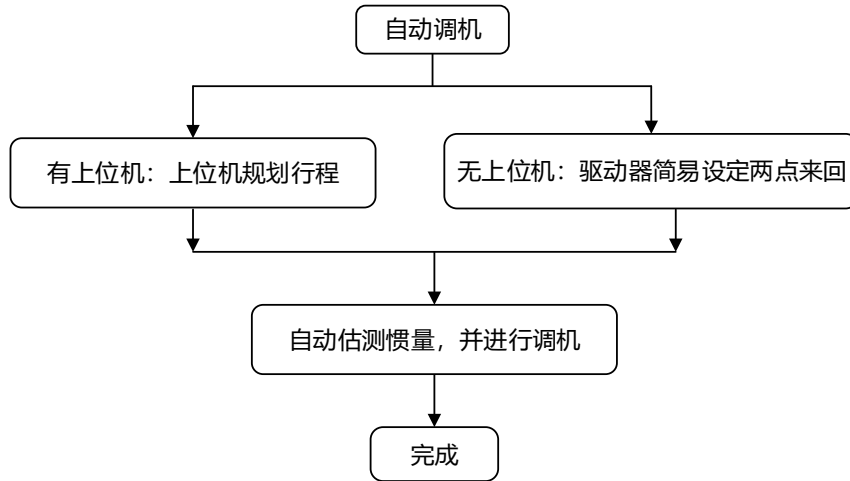 自动调机
有上位机：上位机规划行程
无上位机：驱动器简易设定两点来回
自动估测惯量，并进行调机
完成